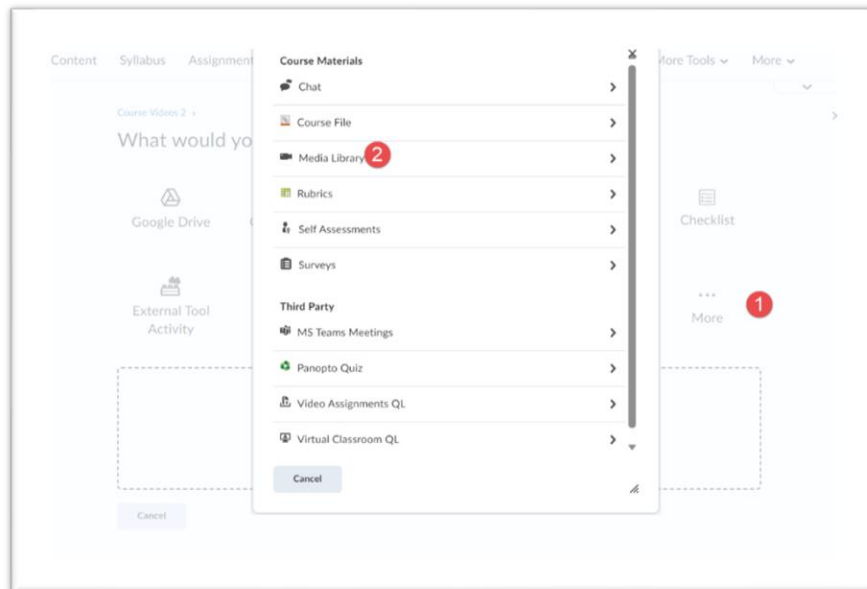 Content Syllabus Assignment More Tools More
Course Videos 2
What would yo
Google Drive
Checklist
External Tool
Activity
More
1
Cancel
Course Materials
Chat
Course File
Media Library
2
Rubrics
Self Assessments
Surveys
Third Party
MS Teams Meetings
Panopto Quiz
Video Assignments QL
Virtual Classroom QL
Cancel